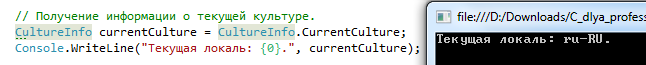 // Получение информации о текущей культуре.
CultureInfo currentCulture = CultureInfo.CurrentCulture;
Console.WriteLine("Текущая локаль: {0}.", currentCulture);
file:///D:/Downloads/C_dlya_profess
Текущая локаль: ru-RU.